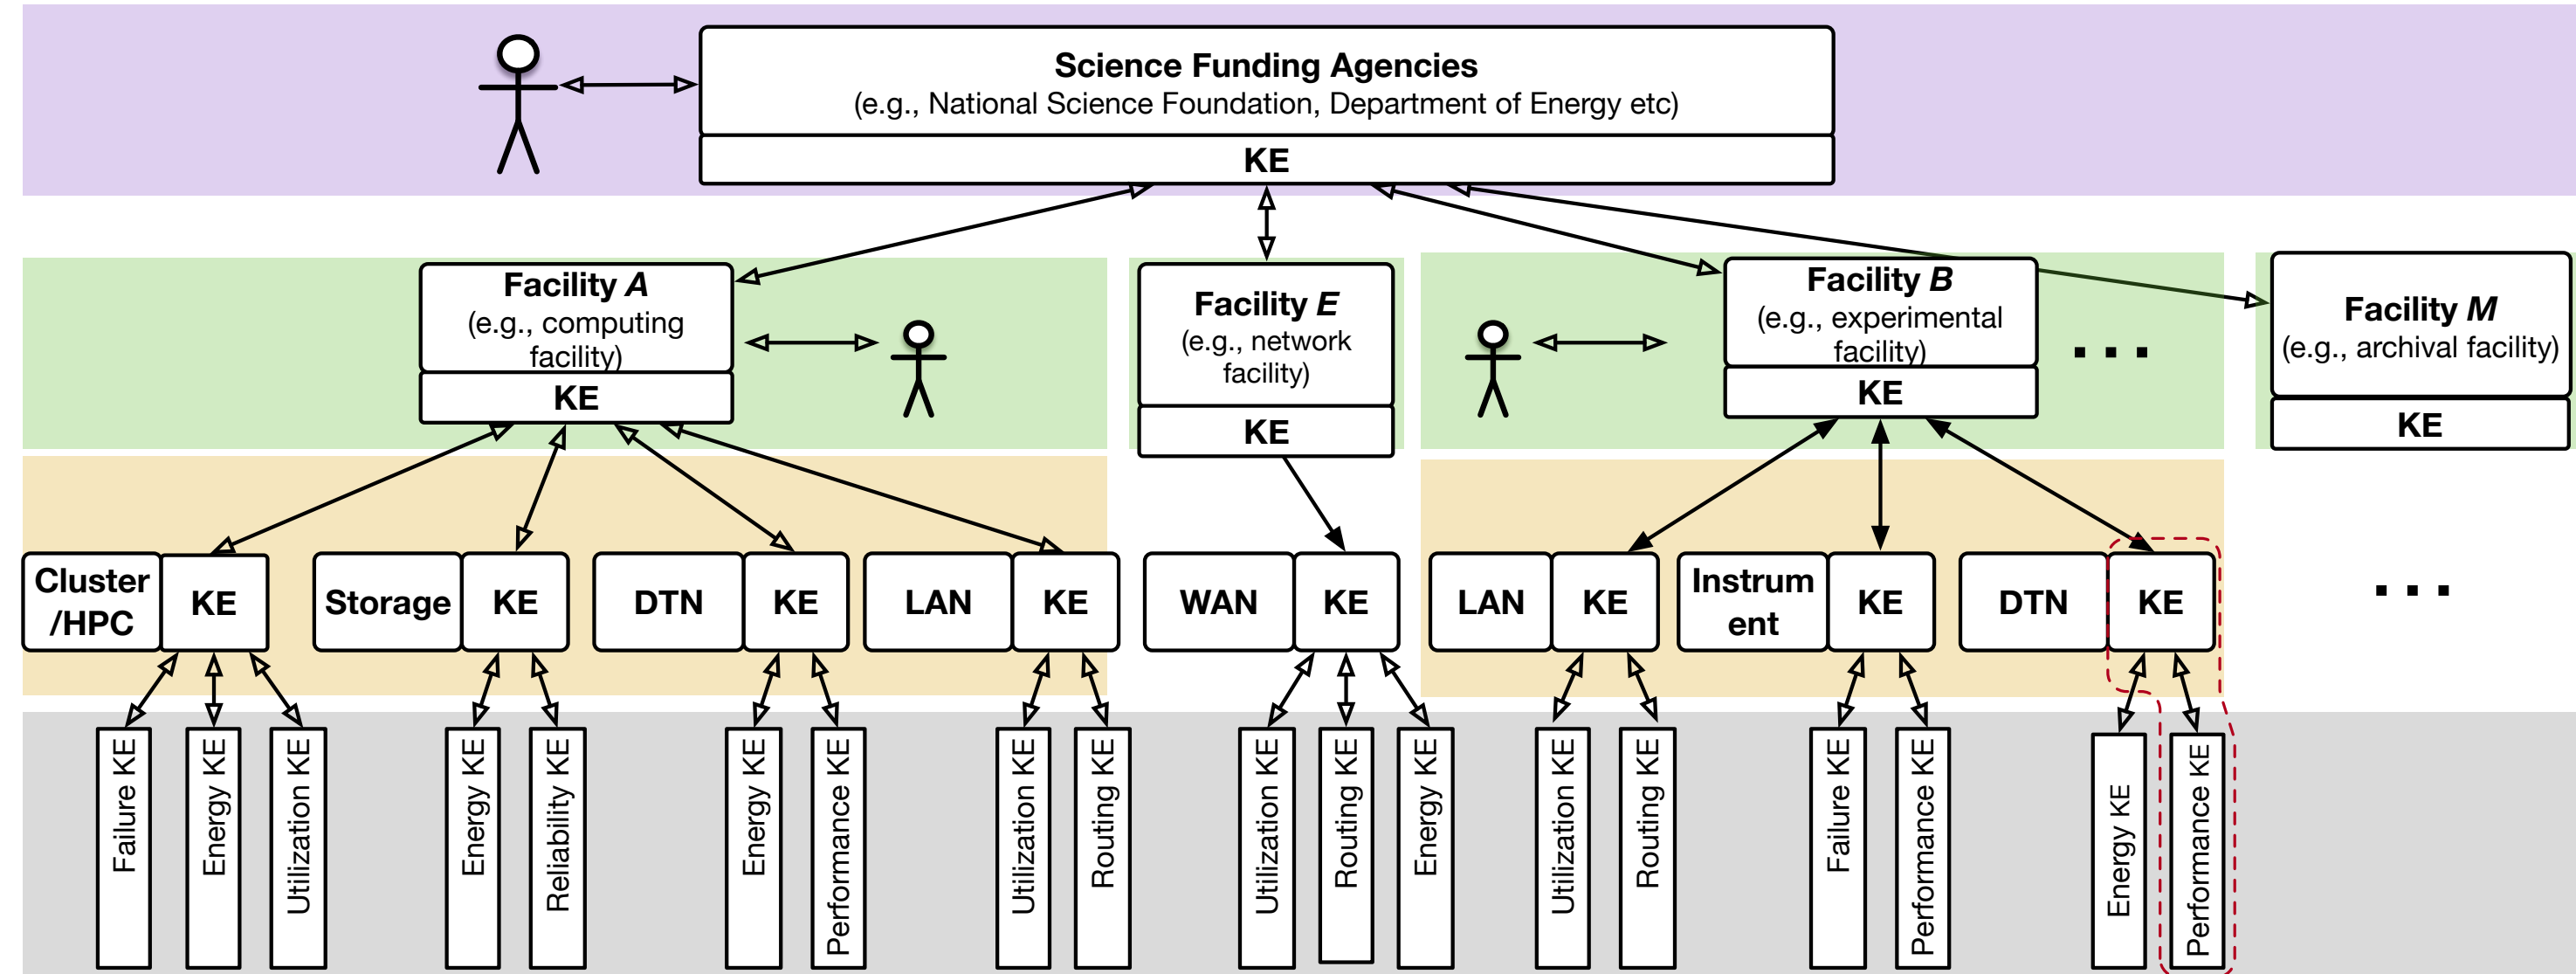 Science Funding Agencies
(e.g., National Science Foundation, Department of Energy etc)
KE
Facility A
(e.g., computing
facility)
KE
Facility E
(e.g., network
facility)
KE
Facility B
(e.g., experimental
facility)
KE
...
Facility M
(e.g., archival facility)
KE
Cluster
/HPC
KE
Storage
KE
DTN
KE
LAN
KE
WAN
KE
LAN
KE
Instrum
ent
KE
DTN
KE
...
Failure KE
Energy KE
Utilization KE
Energy KE
Reliability KE
Energy KE
Performance KE
Utilization KE
Routing KE
Utilization KE
Routing KE
Energy KE
Utilization KE
Routing KE
Failure KE
Performance KE
Energy KE
Performance KE